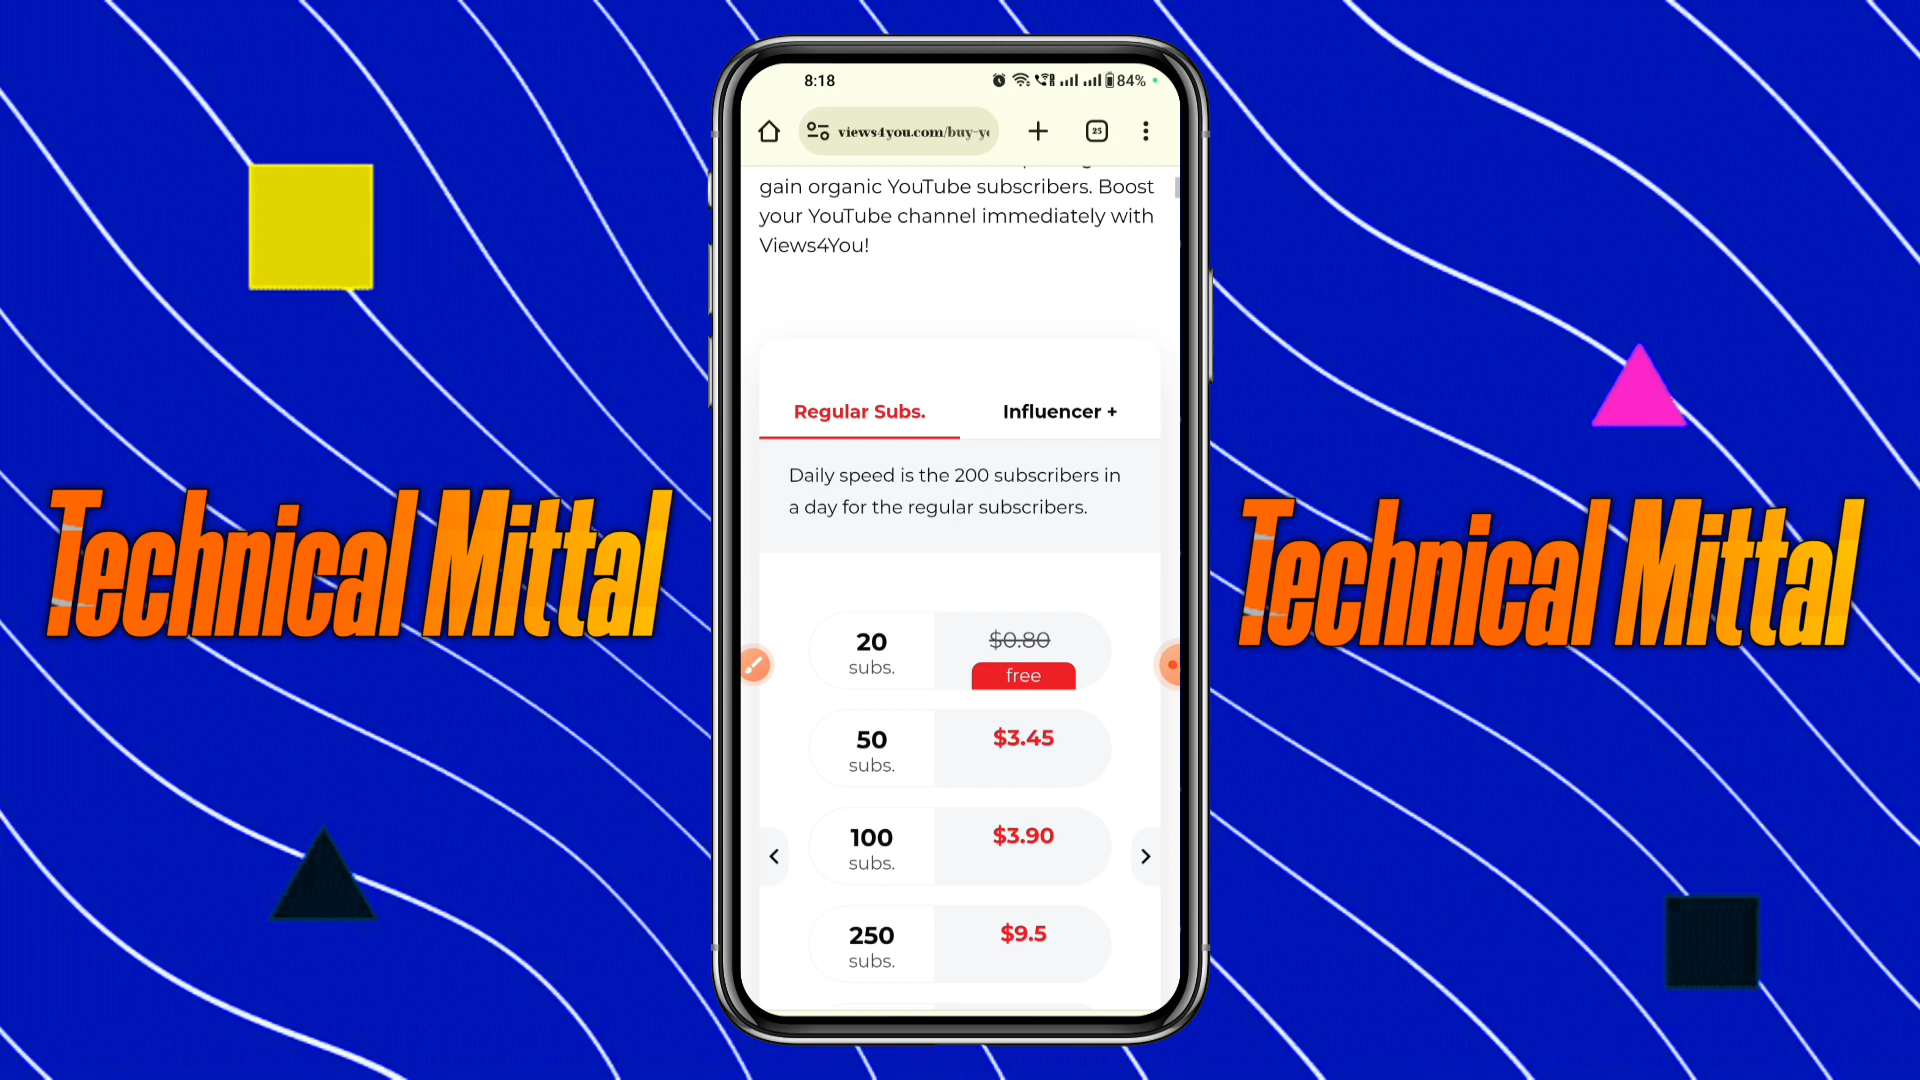 8:18
84%
views4you.com/buy-y
25
gain organic YouTube subscribers. Boost
your YouTube channel immediately with
Views4You!
Regular Subs.
Influencer +
Daily speed is the 200 subscribers in
a day for the regular subscribers.
Technical Mittal
Technical Mittal
20
subs.
$0.80
free
50
subs.
$3.45
100
subs.
$3.90
250
subs.
$9.5